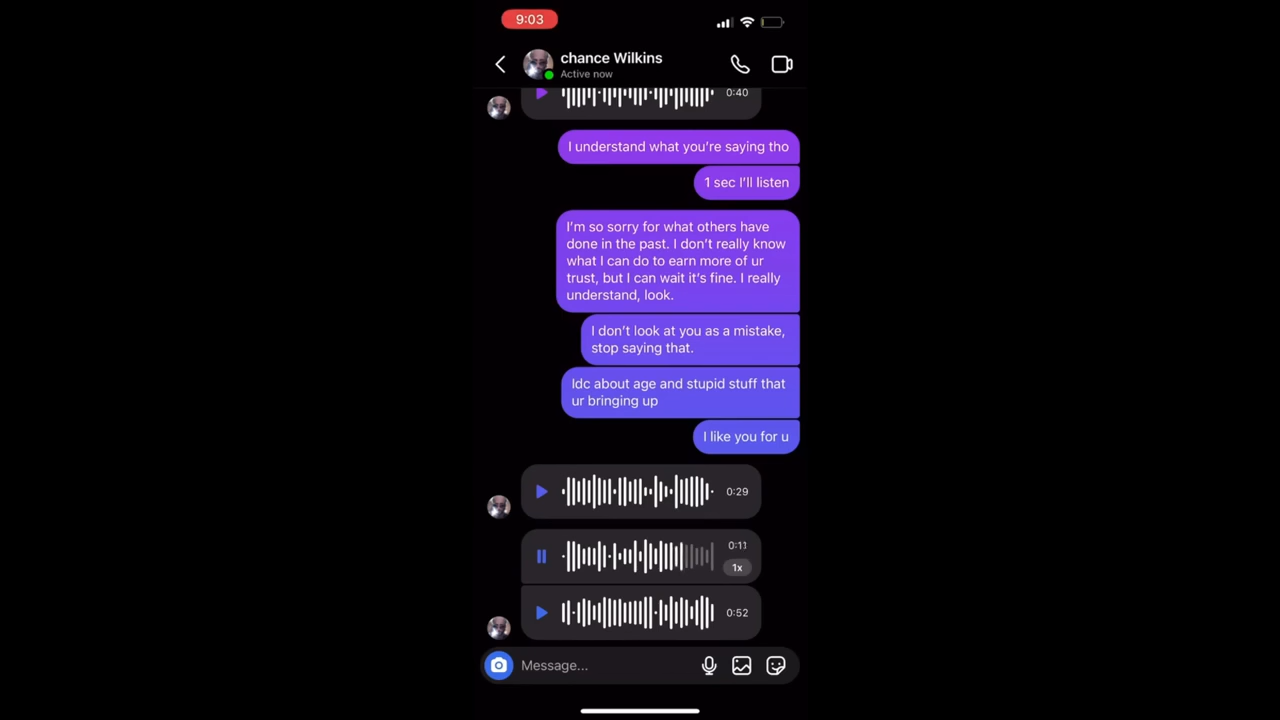 9:03
chance Wilkins
Active now
0:40
I understand what you're saying tho
1 sec I'll listen
I'm so sorry for what others have
done in the past. I don't really know
what I can do to earn more of ur
trust, but I can wait it's fine. I really
understand, look.
I don't look at you as a mistake,
stop saying that.
Idc about age and stupid stuff that
ur bringing up
I like you for u
0:29
0:11
1x
0:52
Message...